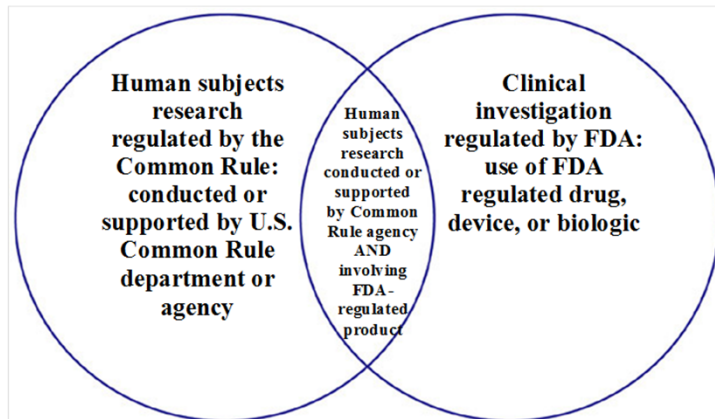 Human subjects
research
regulated by the
Common Rule:
conducted or
supported by U.S.
Common Rule
department or
agency
Human
subjects
research
conducted or
supported
by Common
Rule agency
AND
involving
FDA-
regulated
product
Clinical
investigation
regulated by FDA:
use of FDA
regulated drug,
device, or biologic